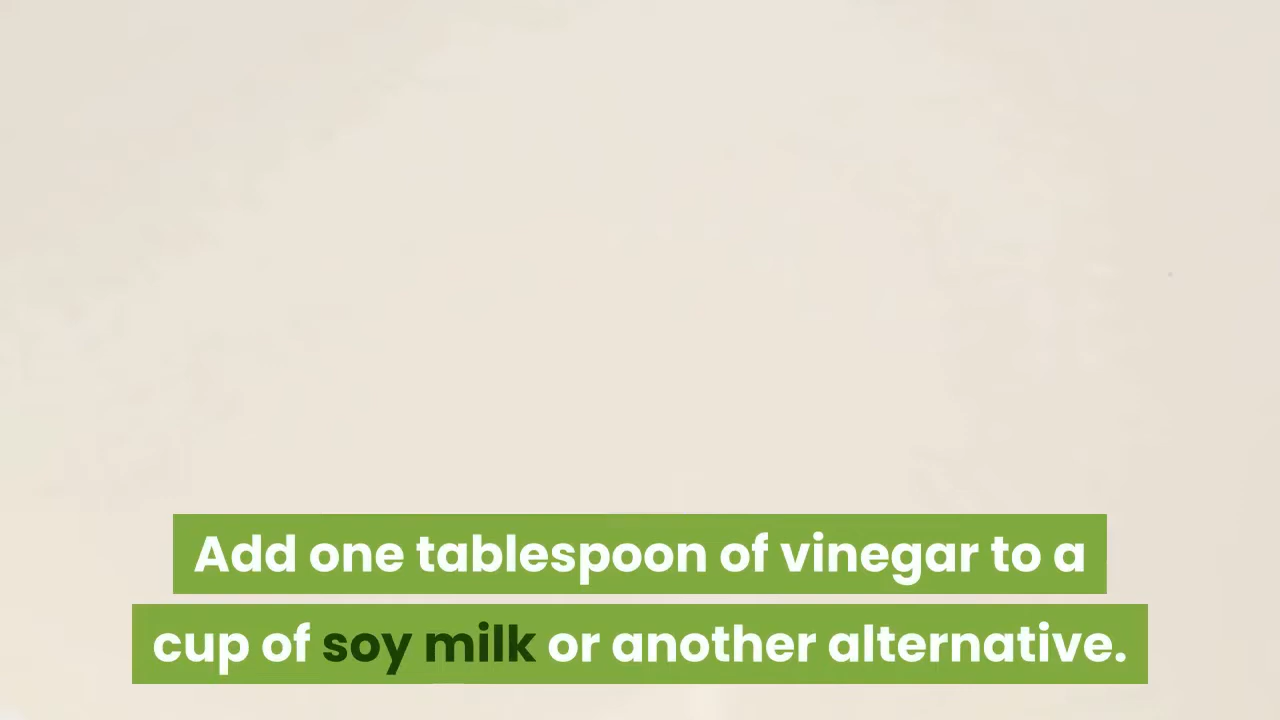 Add one tablespoon of vinegar to a
cup of soy milk or another alternative.